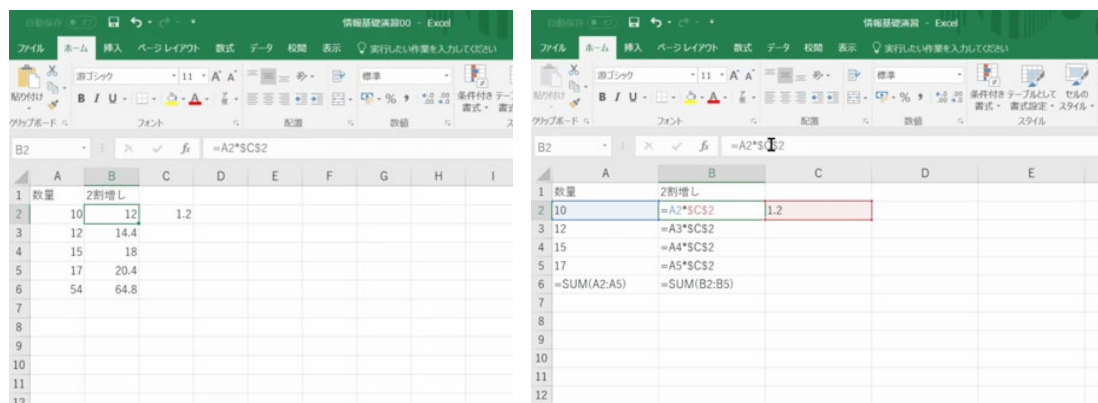 自動保存 情報基礎演習00 - Excel
ファイル ホーム 挿入 ページ レイアウト 数式 データ 校閲 表示 実行したい作業を入力してください
游ゴシック 11 A A 標準
貼り付け B I U A % 条件付き 書式
クリップボード フォント 配置 数値
B2 fx =A2*$C$2
A B C D E F G H I
1 数量 2割増し
2 10 12 1.2
3 12 14.4
4 15 18
5 17 20.4
6 54 64.8
7
8
9
10
11
12
自動保存 情報基礎演習 - Excel
ファイル ホーム 挿入 ページ レイアウト 数式 データ 校閲 表示 実行したい作業を入力してください
游ゴシック 11 A A 標準
貼り付け B I U A % 条件付き 書式 テーブルとして 書式設定 セルの スタイル
クリップボード フォント 配置 数値 スタイル
B2 fx =A2*$C$2
A B C D E
1 数量 2割増し
2 10 =A2*$C$2 1.2
3 12 =A3*$C$2
4 15 =A4*$C$2
5 17 =A5*$C$2
6 =SUM(A2:A5) =SUM(B2:B5)
7
8
9
10
11
12